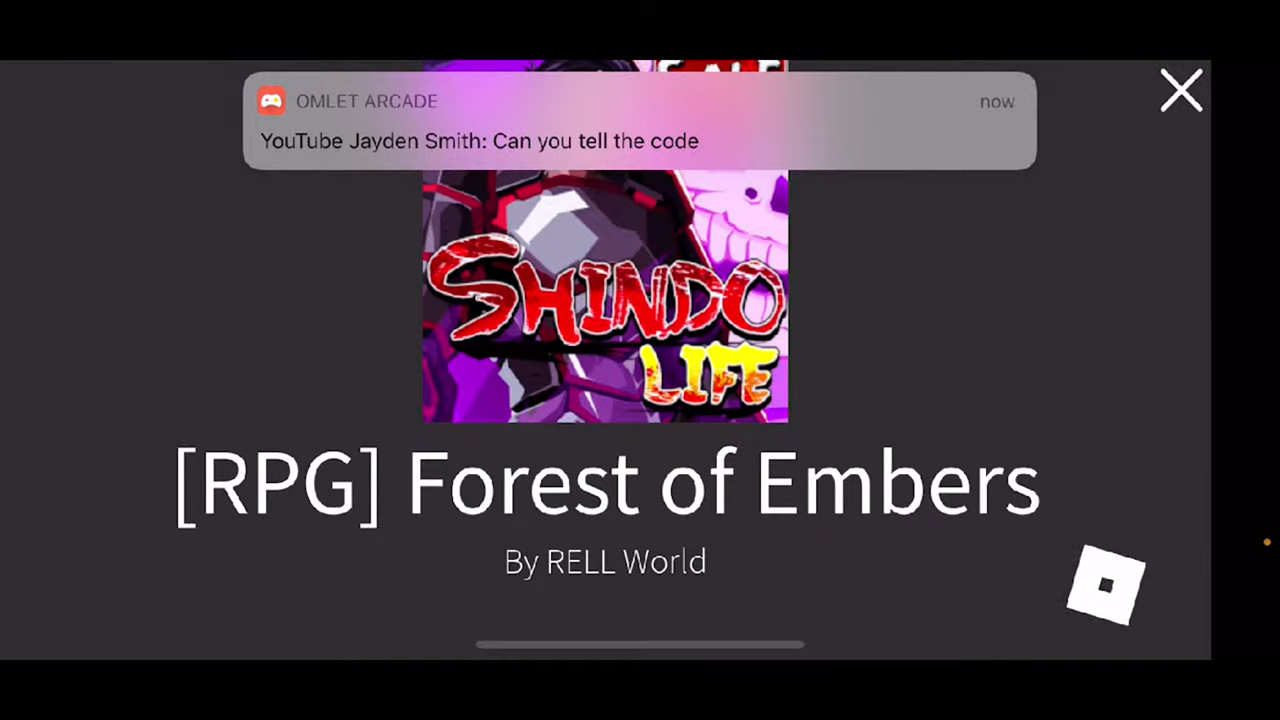 SALE
OMLET ARCADE
now
YouTube Jayden Smith: Can you tell the code
SHINDO
LIFE
[RPG] Forest of Embers
By RELL World